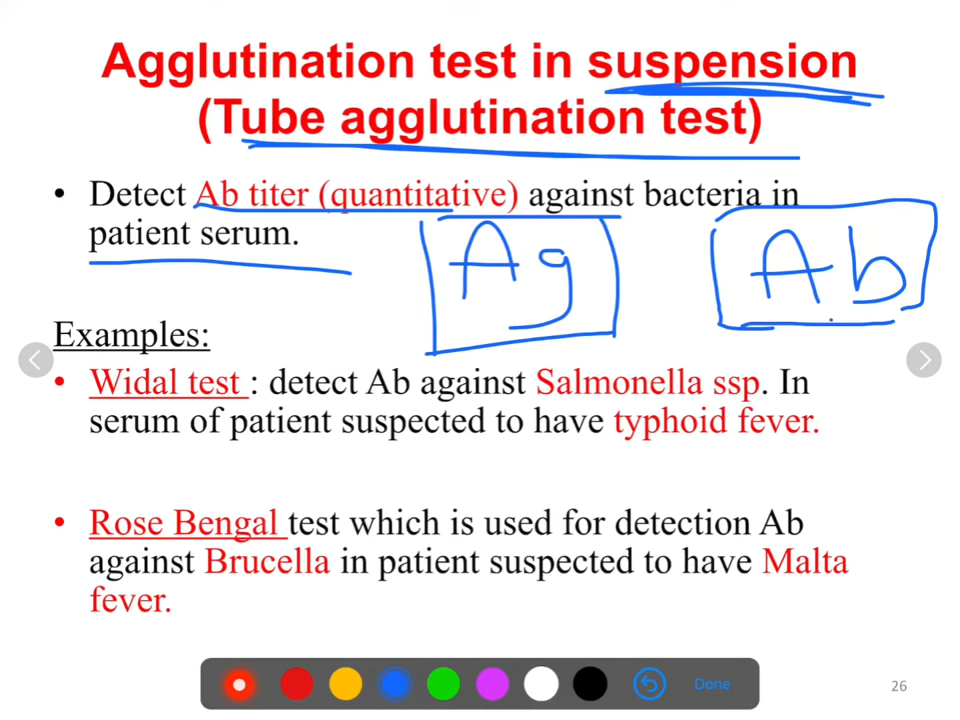 Agglutination test in suspension
(Tube agglutination test)
• Detect Ab titer (quantitative) against bacteria in
patient serum.
Ag
Ab
Examples:
• Widal test : detect Ab against Salmonella ssp. In
serum of patient suspected to have typhoid fever.
• Rose Bengal test which is used for detection Ab
against Brucella in patient suspected to have Malta
fever.
Done
26